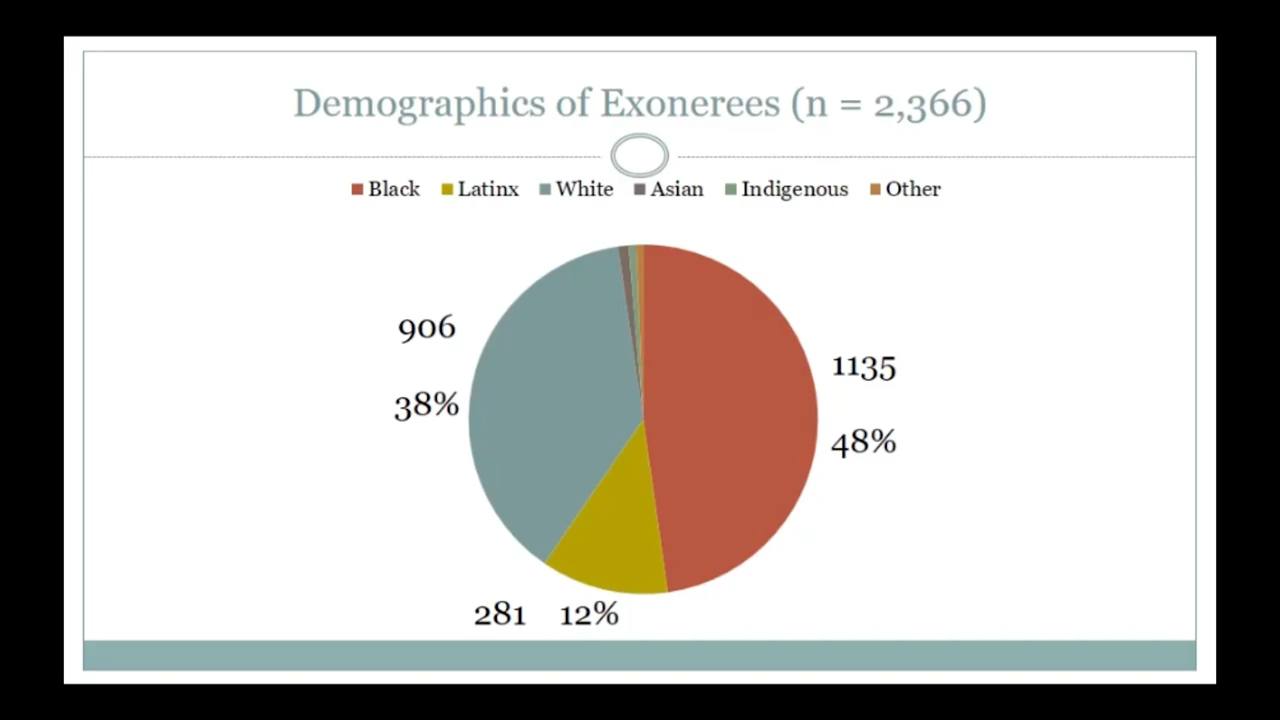 Demographics of Exonerees (n = 2,366)
Black Latinx White Asian Indigenous Other
906
1135
38%
48%
281 12%